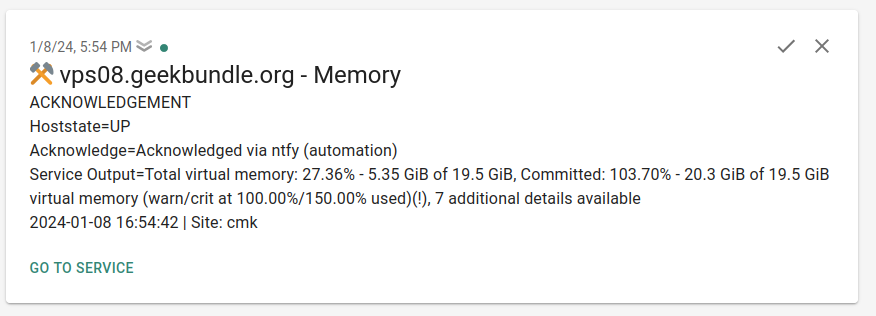 1/8/24, 5:54 PM
vps08.geekbundle.org - Memory
ACKNOWLEDGEMENT
Hoststate=UP
Acknowledge=Acknowledged via ntfy (automation)
Service Output=Total virtual memory: 27.36% - 5.35 GiB of 19.5 GiB, Committed: 103.70% - 20.3 GiB of 19.5 GiB
virtual memory (warn/crit at 100.00%/150.00% used)(!), 7 additional details available
2024-01-08 16:54:42 | Site: cmk
GO TO SERVICE